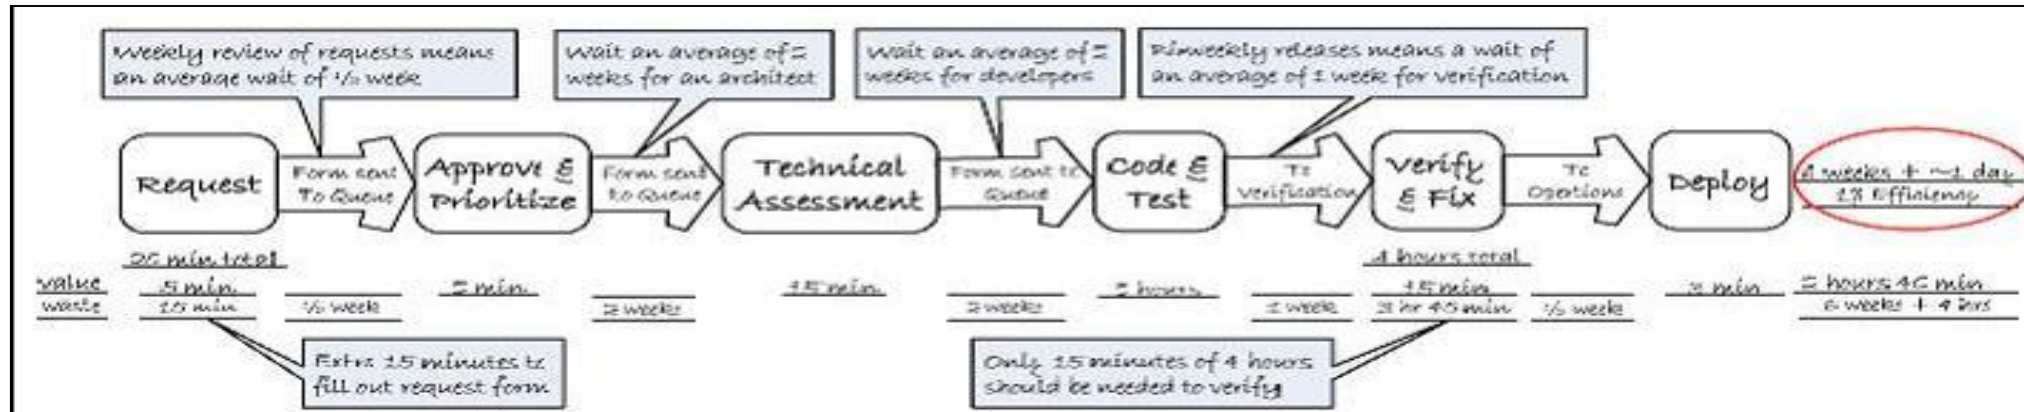 Weekly review of requests means
an average wait of ½ week
Wait an average of 2
weeks for an architect
Wait an average of 2
weeks for developers
Biweekly releases means a wait of
an average of 1 week for verification
Request
Form sent
To Queue
Approve &
Prioritize
Form sent
to Queue
Technical
Assessment
Form sent to
Queue
Code &
Test
To
Verification
Verify
& Fix
To
Deploy
6 weeks + ~1 day
Efficiency
20 min total
4 hours total
value
5 min
2 min
15 min
2 hours
15 min
min
2 hours 40 min
waste
15 min
½ week
2 weeks
2 weeks
1 week
3 hr 45 min
½ week
6 weeks + 4 hrs
Extra 15 minutes to
fill out request form
Only 15 minutes of 4 hours
should be needed to verify